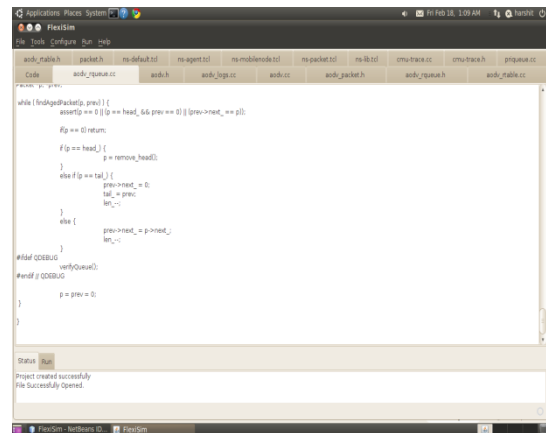 Applications Places System Fri Feb 18, 1:09 AM harshit
FlexiSim
File Tools Configure Run Help
aodv_rtable.h packet.h ns-default.tcl ns-agent.tcl ns-mobilenode.tcl ns-packet.tcl ns-lib.tcl cmu-trace.cc cmu-trace.h priqueue.cc
Code aodv_rqueue.cc aodv.h aodv_logs.cc aodv.cc aodv_packet.h aodv_rqueue.h aodv_rtable.cc
Packet *p, *prev;
while ( findAgedPacket(p, prev) ) {
assert(p == 0 || (p == head_ && prev == 0) || (prev->next_ == p));
if(p == 0) return;
if (p == head_) {
p = remove_head();
}
else if (p == tail_) {
prev->next_ = 0;
tail_ = prev;
len_--;
}
else {
prev->next_ = p->next_;
len_--;
}
#ifdef QDEBUG
verifyQueue();
#endif // QDEBUG
p = prev = 0;
}
}
Status Run
Project created successfully
File Successfully Opened.
FlexiSim - NetBeans ID... FlexiSim